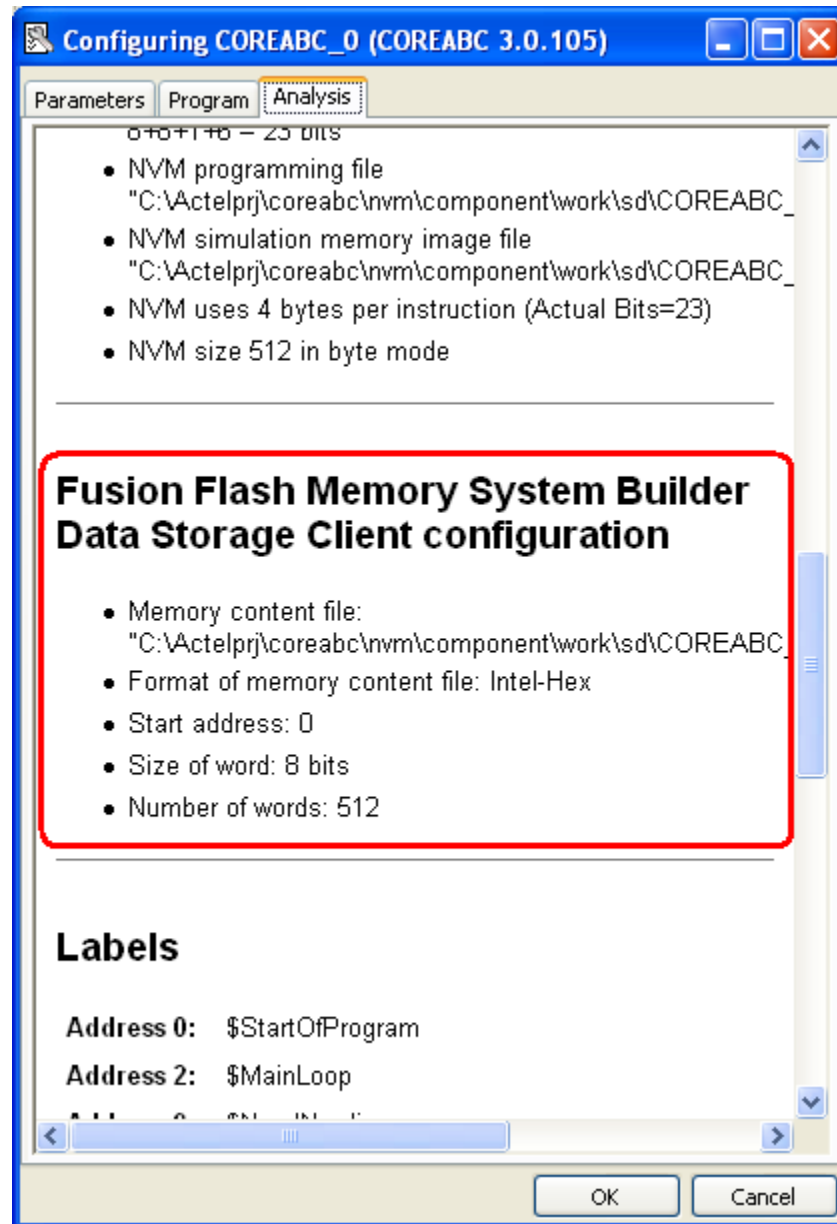 Configuring COREABC_0 (COREABC 3.0.105)
Parameters Program Analysis
= 23 bits
• NVM programming file
"C:\Actelprj\coreabc\nvm\component\work\sd\COREABC_
• NVM simulation memory image file
"C:\Actelprj\coreabc\nvm\component\work\sd\COREABC_
• NVM uses 4 bytes per instruction (Actual Bits=23)
• NVM size 512 in byte mode
Fusion Flash Memory System Builder
Data Storage Client configuration
• Memory content file:
"C:\Actelprj\coreabc\nvm\component\work\sd\COREABC_
• Format of memory content file: Intel-Hex
• Start address: 0
• Size of word: 8 bits
• Number of words: 512
Labels
Address 0: $StartOfProgram
Address 2: $MainLoop
OK Cancel